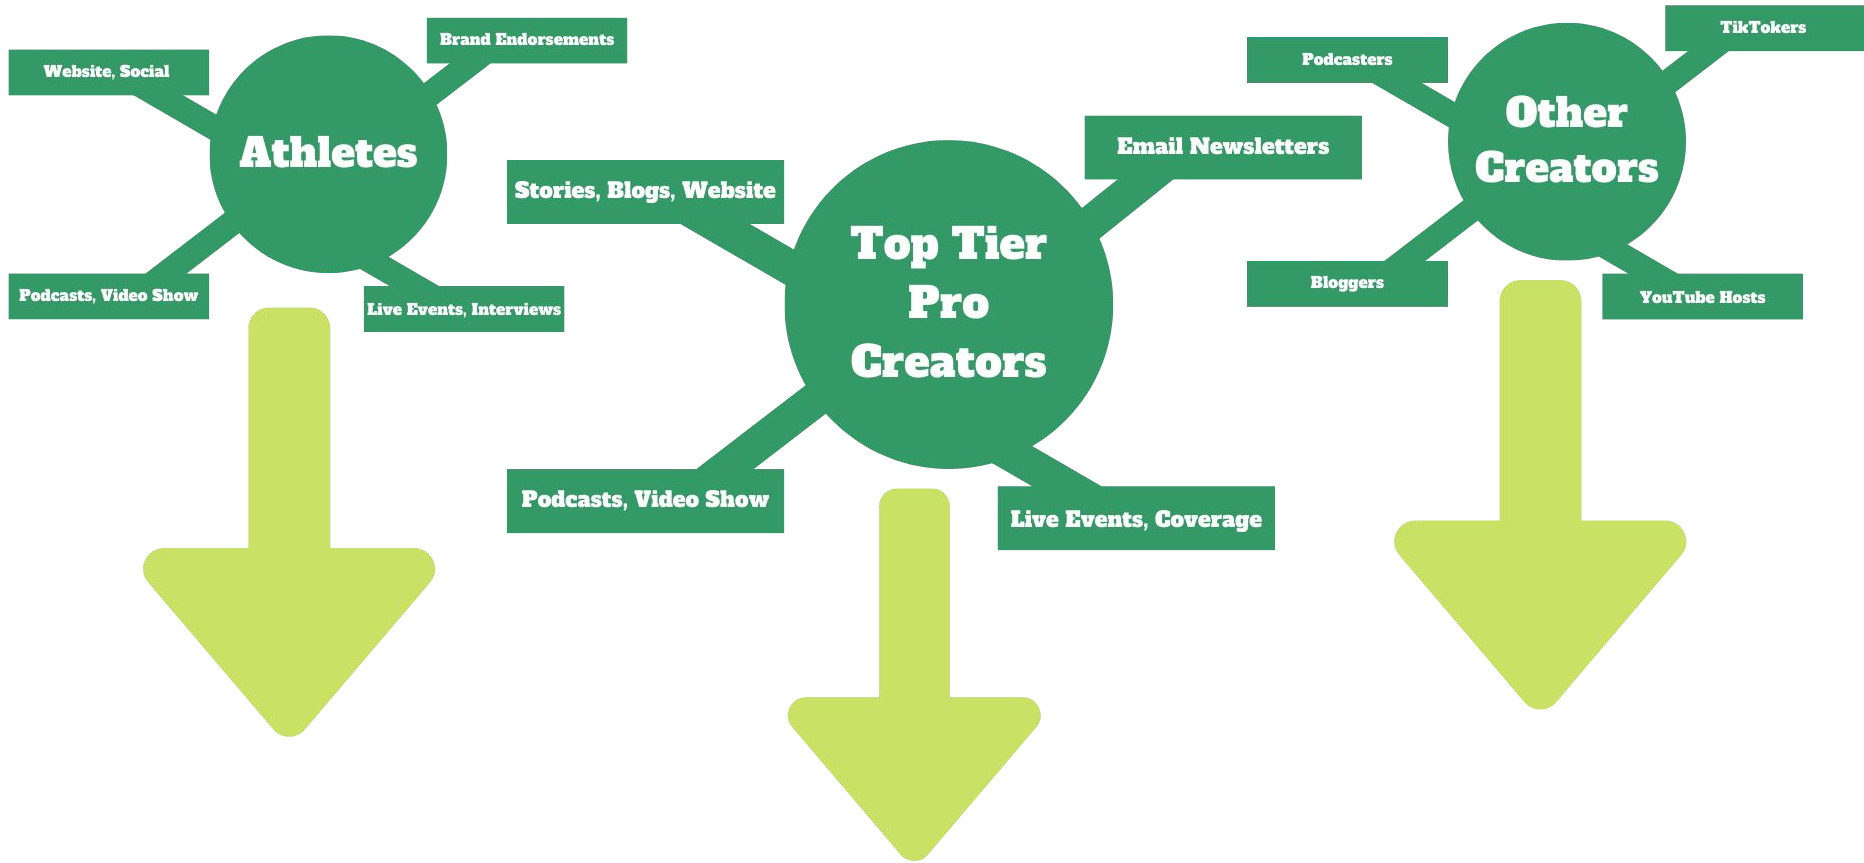 Website, Social
Brand Endorsements
Athletes
Podcasts, Video Show
Live Events, Interviews
Stories, Blogs, Website
Email Newsletters
Top Tier
Pro
Creators
Podcasts, Video Show
Live Events, Coverage
Podcasters
TikTokers
Other
Creators
Bloggers
YouTube Hosts